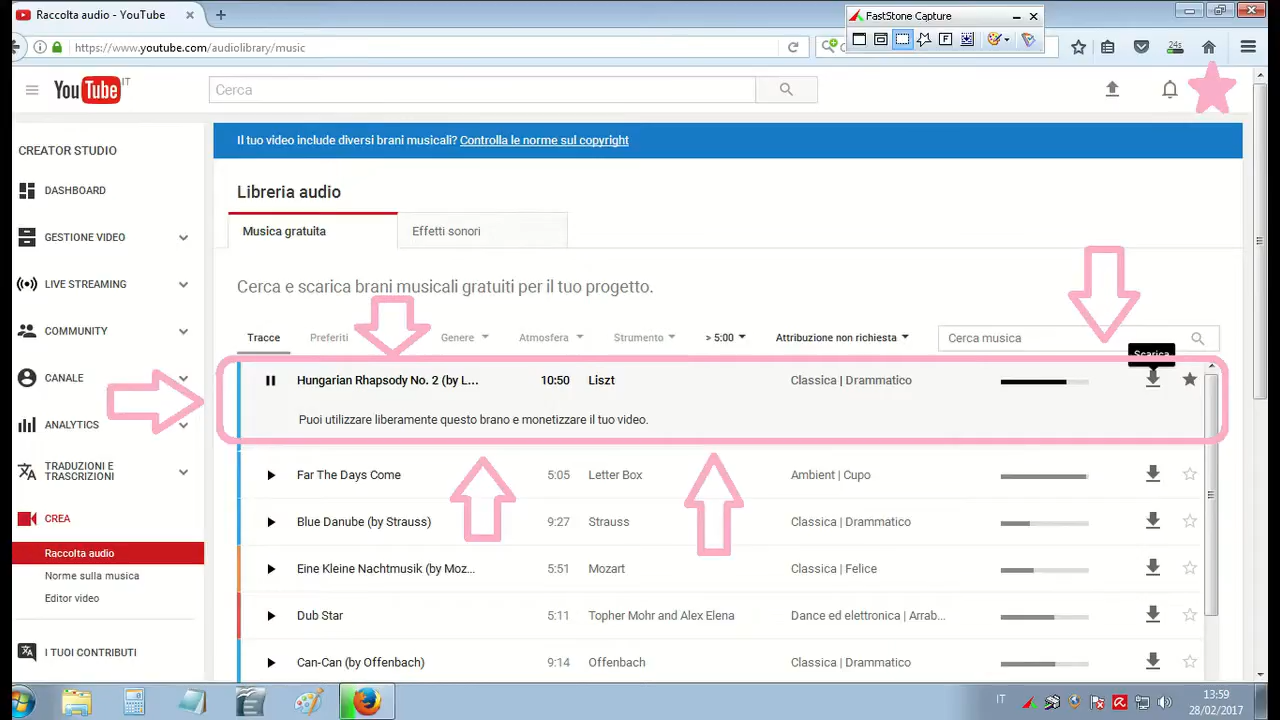 Raccolta audio - YouTube
FastStone Capture
https://www.youtube.com/audiolibrary/music
24s
YouTube IT
Cerca
CREATOR STUDIO
DASHBOARD
GESTIONE VIDEO
LIVE STREAMING
COMMUNITY
CANALE
ANALYTICS
TRADUZIONI E
TRASCRIZIONI
CREA
Raccolta audio
Norme sulla musica
Editor video
I TUOI CONTRIBUTI
Il tuo video include diversi brani musicali? Controlla le norme sul copyright
Libreria audio
Musica gratuita
Effetti sonori
Cerca e scarica brani musicali gratuiti per il tuo progetto.
Tracce Preferiti Genere Atmosfera Strumento > 5:00 Attribuzione non richiesta Cerca musica
Scarica
Hungarian Rhapsody No. 2 (by L... 10:50 Liszt Classica | Drammatico
Puoi utilizzare liberamente questo brano e monetizzare il tuo video.
Far The Days Come 5:05 Letter Box Ambient | Cupo
Blue Danube (by Strauss) 9:27 Strauss Classica | Drammatico
Eine Kleine Nachtmusik (by Moz... 5:51 Mozart Classica | Felice
Dub Star 5:11 Topher Mohr and Alex Elena Dance ed elettronica | Arrab...
Can-Can (by Offenbach) 9:14 Offenbach Classica | Drammatico
IT
13:59
28/02/2017